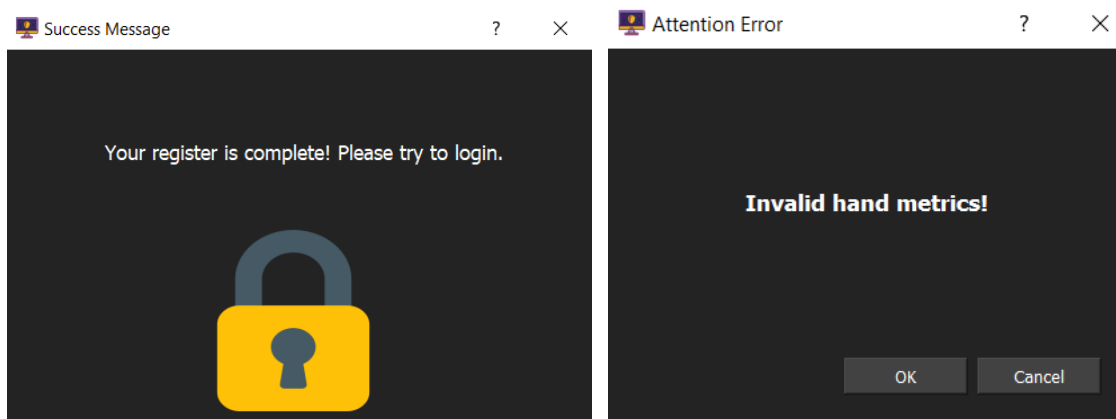 Success Message
?
Your register is complete! Please try to login.
Attention Error
?
Invalid hand metrics!
OK
Cancel